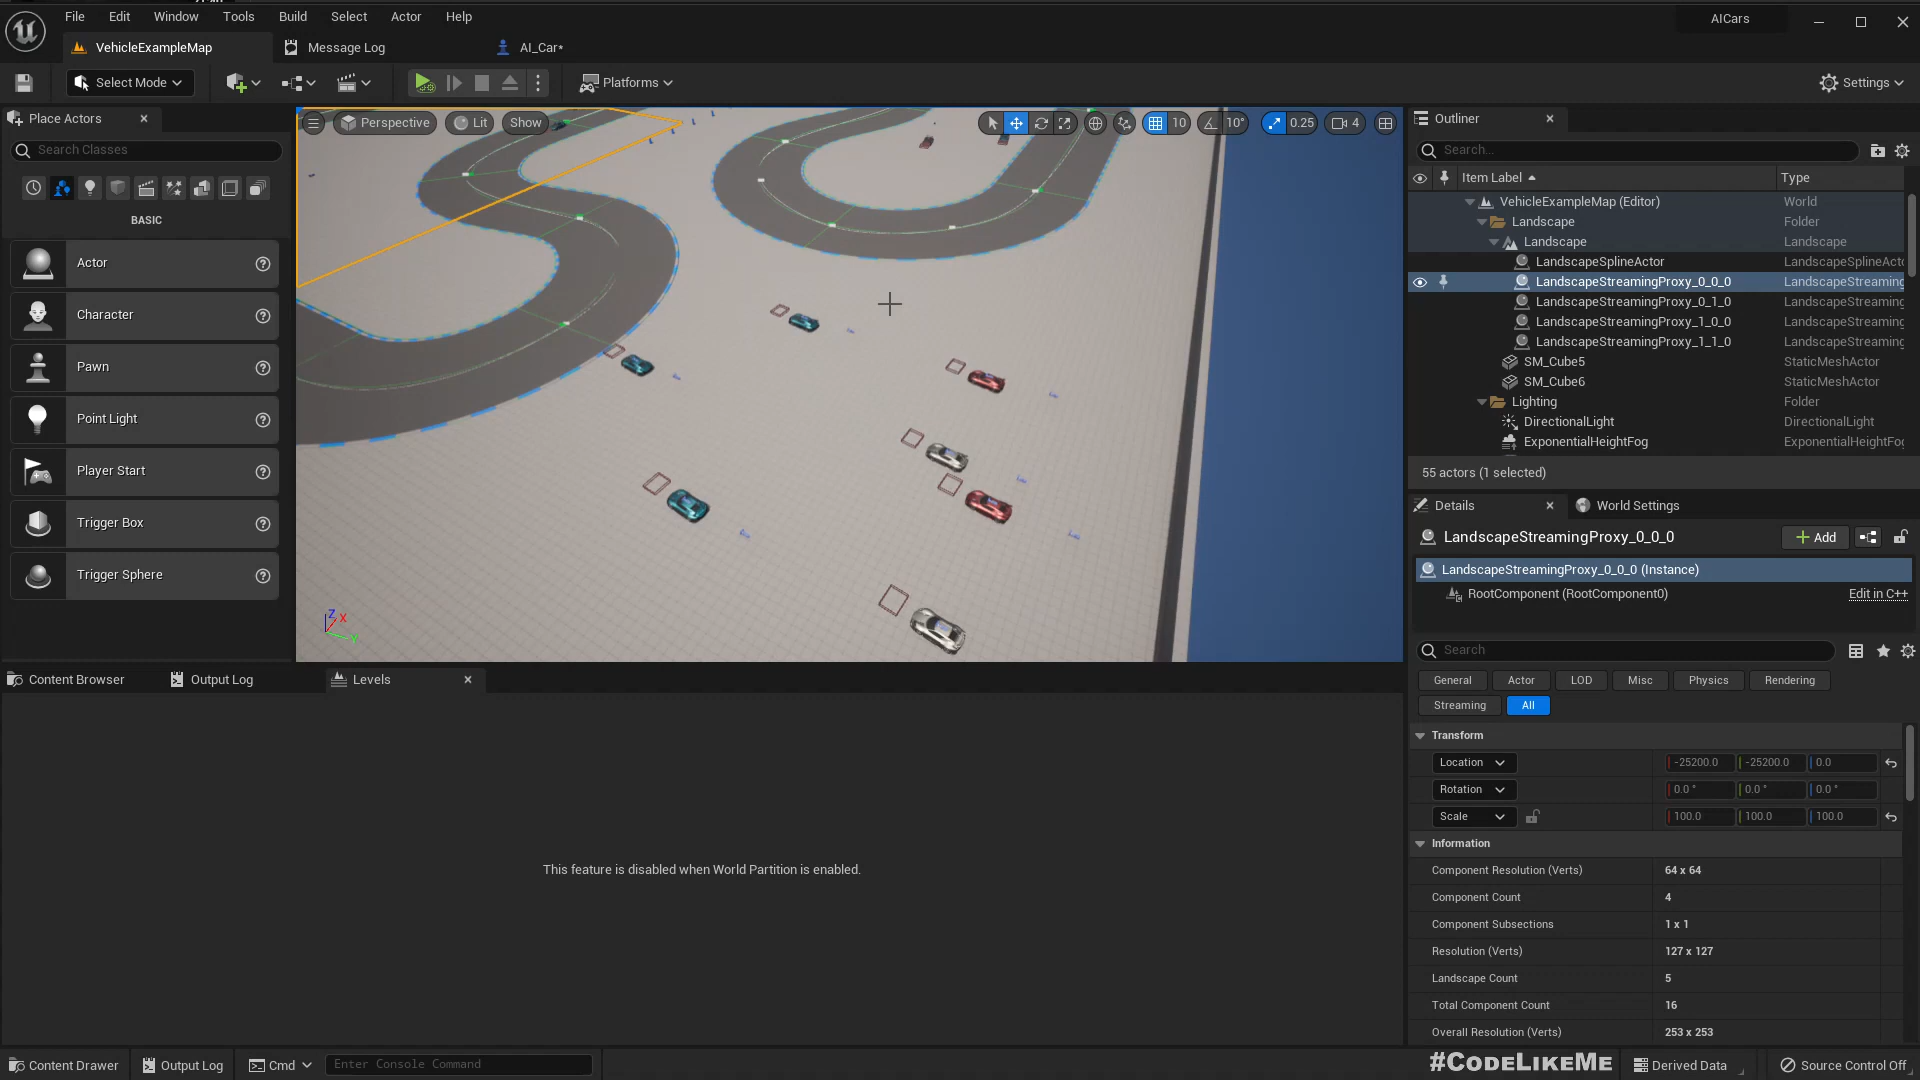 File Edit Window Tools Build Select Actor Help
AICars
VehicleExampleMap
Message Log
AI_Car*
Select Mode
Platforms
Settings
Place Actors
Search Classes
BASIC
Actor
Character
Pawn
Point Light
Player Start
Trigger Box
Trigger Sphere
Perspective
Lit
Show
10
10°
0.25
4
Z X
Y
Outliner
Search...
Item Label
Type
VehicleExampleMap (Editor) World
Landscape Folder
Landscape Landscape
LandscapeSplineActor LandscapeSplineActo
LandscapeStreamingProxy_0_0_0 LandscapeStreaming
LandscapeStreamingProxy_0_1_0 LandscapeStreaming
LandscapeStreamingProxy_1_0_0 LandscapeStreaming
LandscapeStreamingProxy_1_1_0 LandscapeStreaming
SM_Cube5 StaticMeshActor
SM_Cube6 StaticMeshActor
Lighting Folder
DirectionalLight DirectionalLight
ExponentialHeightFog ExponentialHeightFog
55 actors (1 selected)
Details
World Settings
LandscapeStreamingProxy_0_0_0
Add
LandscapeStreamingProxy_0_0_0 (Instance)
RootComponent (RootComponent0)
Edit in C++
Search
General Actor LOD Misc Physics Rendering
Streaming All
Transform
Location -25200.0 -25200.0 0.0
Rotation 0.0 ° 0.0 ° 0.0 °
Scale 100.0 100.0 100.0
Information
Component Resolution (Verts) 64 x 64
Component Count 4
Component Subsections 1 x 1
Resolution (Verts) 127 x 127
Landscape Count 5
Total Component Count 16
Overall Resolution (Verts) 253 x 253
Content Browser
Output Log
Levels
This feature is disabled when World Partition is enabled.
Content Drawer
Output Log
Cmd
Enter Console Command
#CODELIKEME
Derived Data
Source Control Off